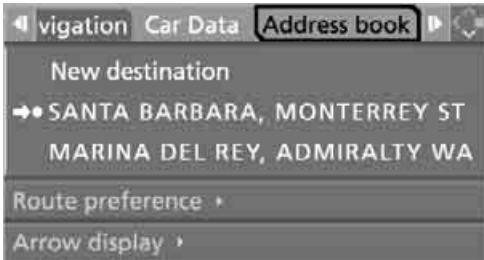 vigation Car Data Address book
New destination
SANTA BARBARA, MONTERREY ST
MARINA DEL REY, ADMIRALTY WA
Route preference
Arrow display